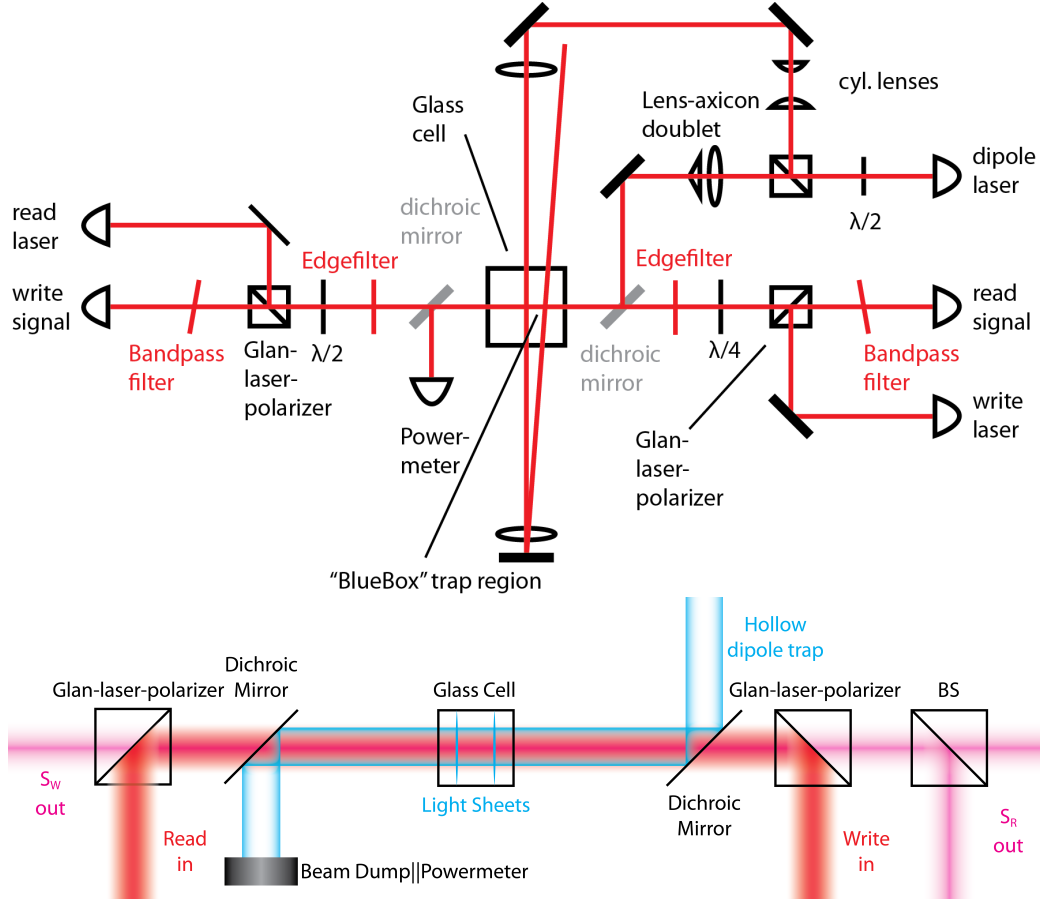 Glass
cell
Lens-axicon
doublet
cyl. lenses
dipole
laser
λ/2
read
laser
dichroic
mirror
Edgefilter
Edgefilter
write
signal
read
signal
Bandpass
filter
Glan-
laser-
polarizer
λ/2
dichroic
mirror
λ/4
Bandpass
filter
Power-
meter
Glan-
laser-
polarizer
write
laser
"BlueBox" trap region
Hollow
dipole trap
Dichroic
Mirror
Glan-laser-polarizer
Glass Cell
Glan-laser-polarizer
BS
SW
out
Light Sheets
Dichroic
Mirror
SR
out
Read
in
Write
in
Beam Dump||Powermeter